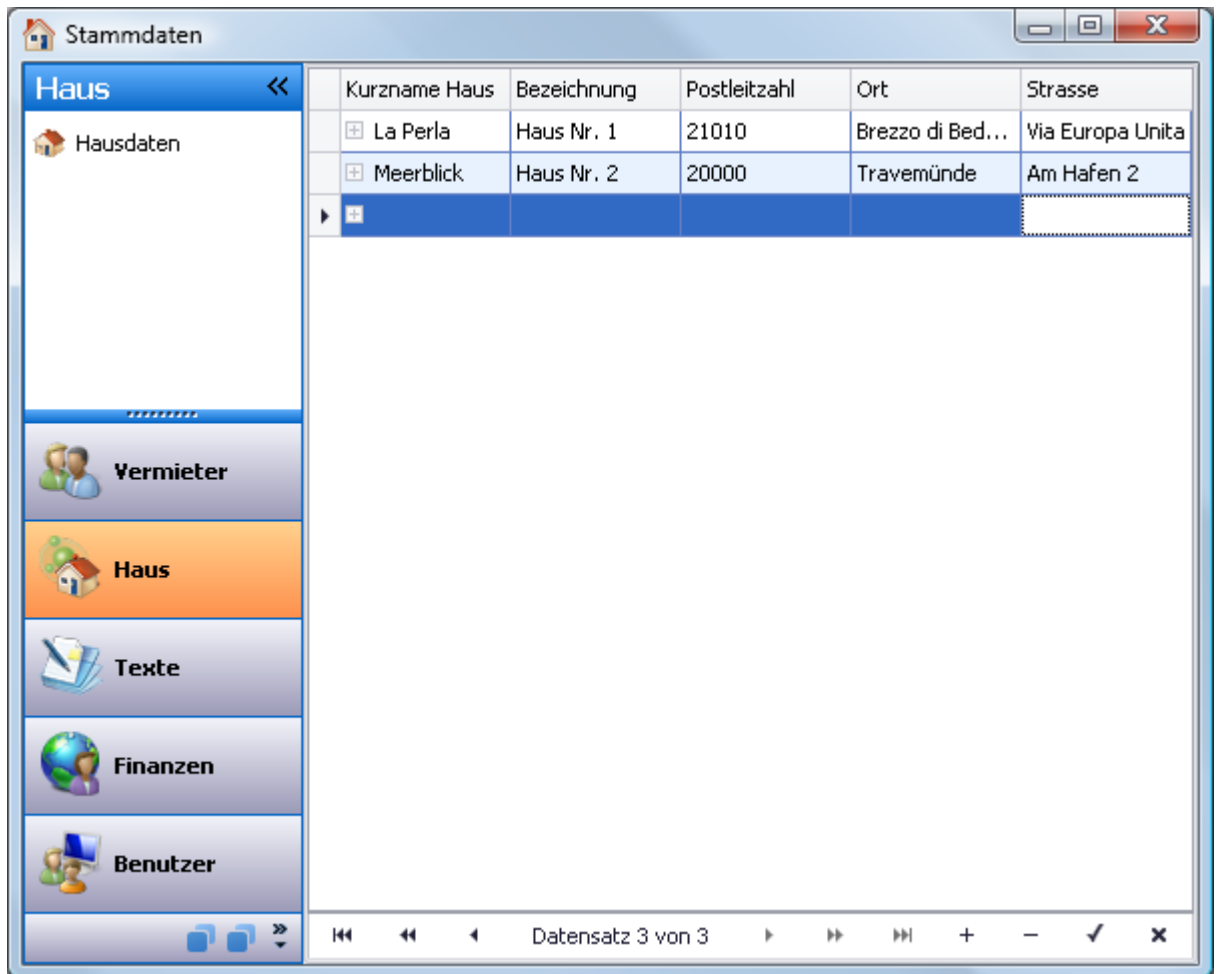 Stammdaten
Haus
Hausdaten
Vermieter
Haus
Texte
Finanzen
Benutzer
Kurzname Haus Bezeichnung Postleitzahl Ort Strasse
La Perla Haus Nr. 1 21010 Brezzo di Bed... Via Europa Unita
Meerblick Haus Nr. 2 20000 Travemünde Am Hafen 2
Datensatz 3 von 3